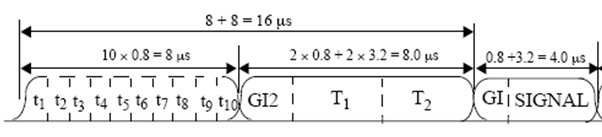 8 + 8 = 16 μs
10 × 0.8 = 8 μs 2 × 0.8 + 2 × 3.2 = 8.0 μs 0.8 +3.2 = 4.0 μs
t₁ t₂ t₃ t₄ t₅ t₆ t₇ t₈ t₉ t₁₀ GI2 T₁ T₂ GI SIGNAL